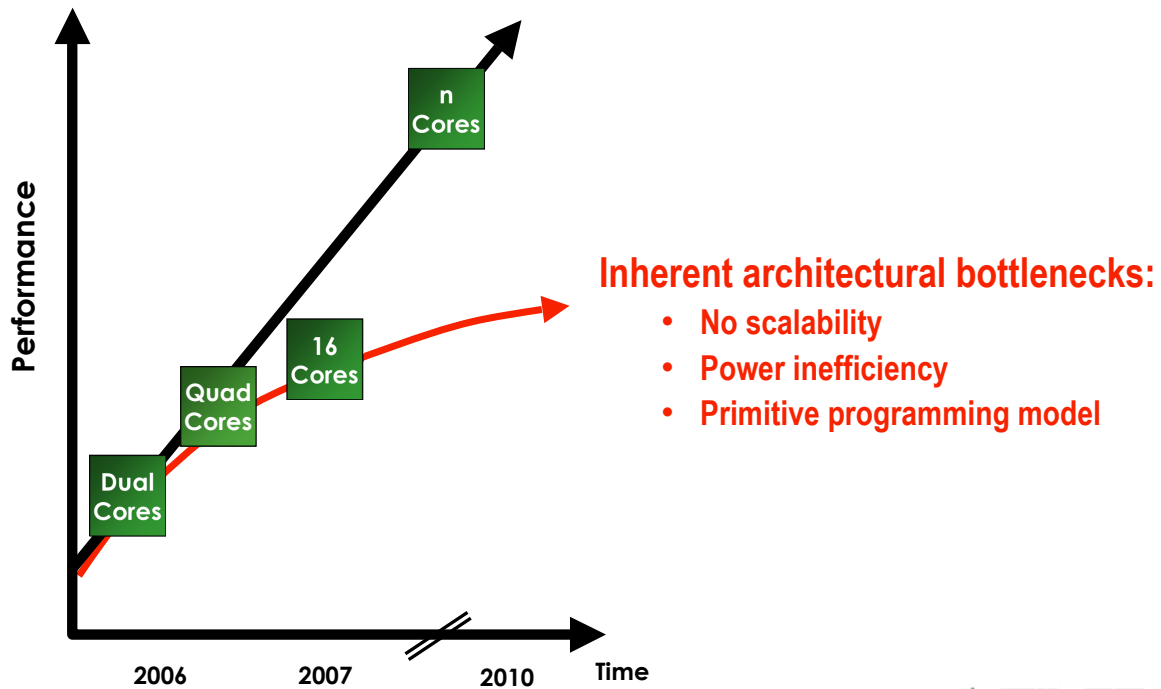 n
Cores
Performance
Inherent architectural bottlenecks:
• No scalability
• Power inefficiency
• Primitive programming model
16
Cores
Quad
Cores
Dual
Cores
2006 2007 2010 Time